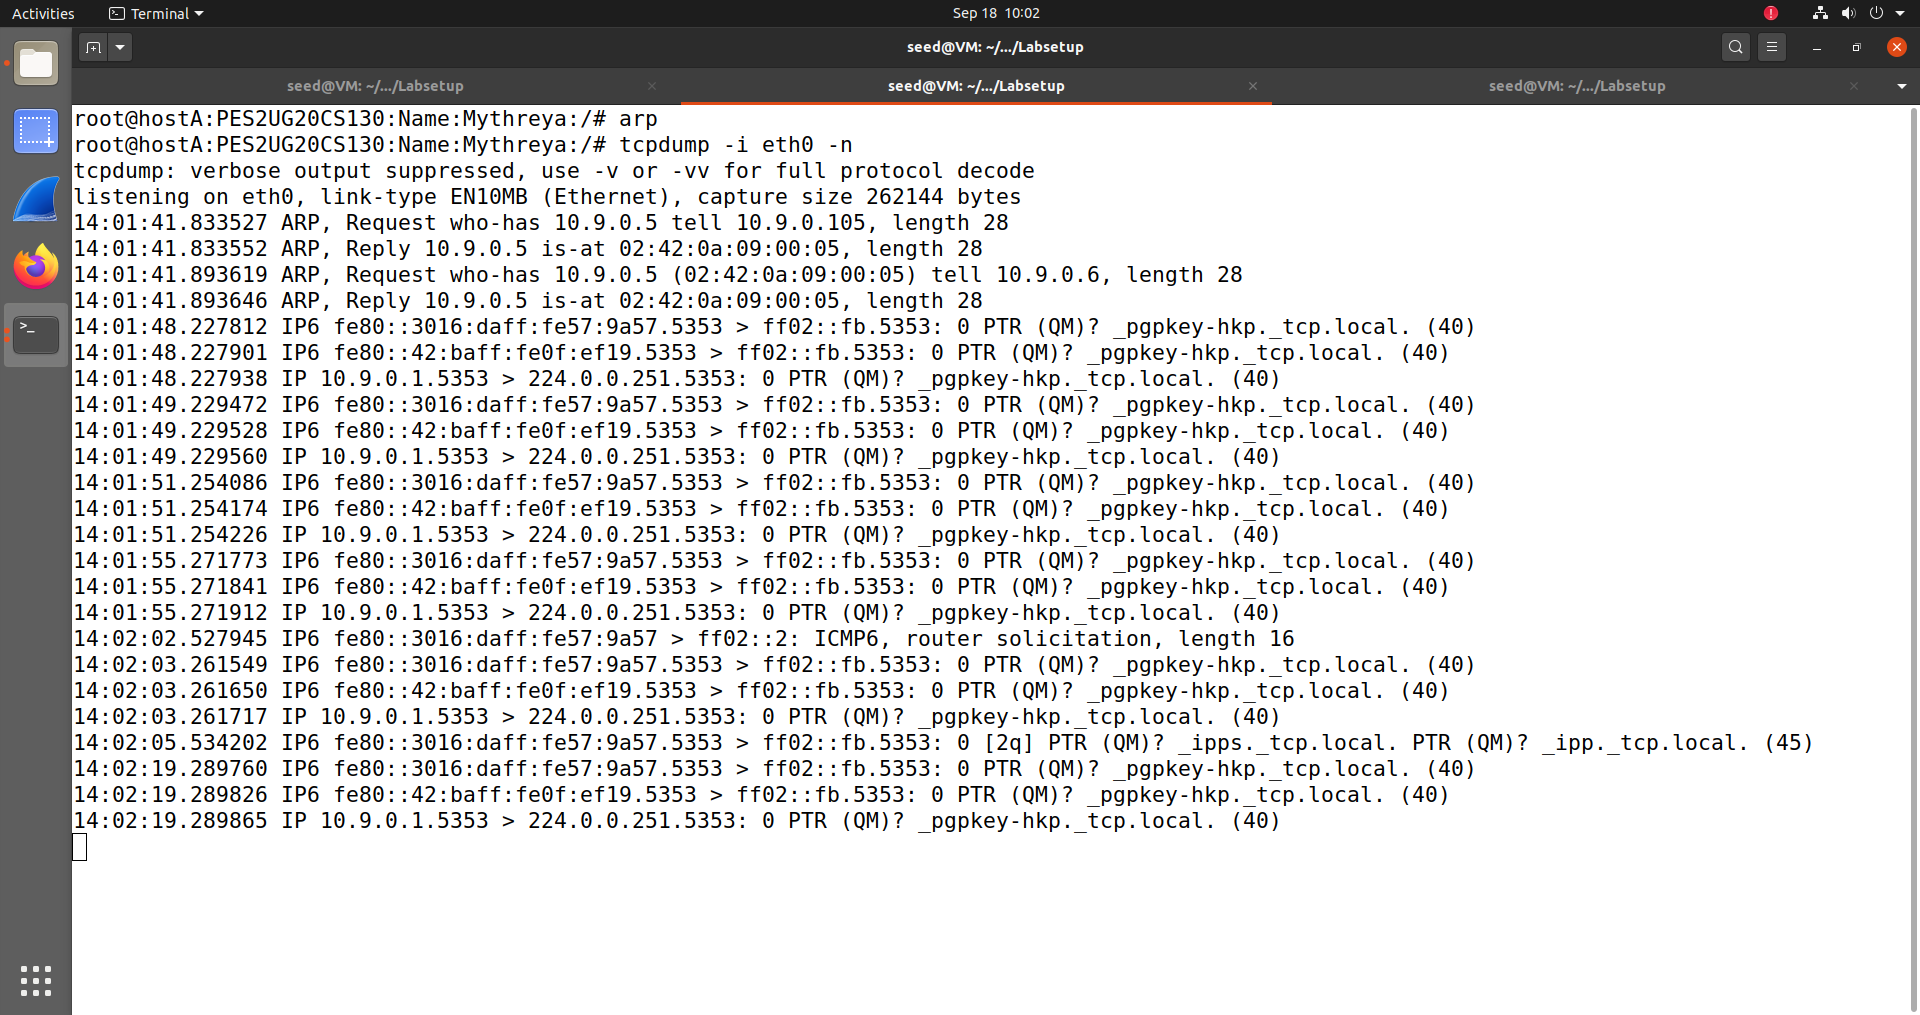 Activities
Terminal
Sep 18 10:02
seed@VM: ~/.../Labsetup
seed@VM: ~/.../Labsetup
seed@VM: ~/.../Labsetup
seed@VM: ~/.../Labsetup
root@hostA:PES2UG20CS130:Name:Mythreya:/# arp
root@hostA:PES2UG20CS130:Name:Mythreya:/# tcpdump -i eth0 -n
tcpdump: verbose output suppressed, use -v or -vv for full protocol decode
listening on eth0, link-type EN10MB (Ethernet), capture size 262144 bytes
14:01:41.833527 ARP, Request who-has 10.9.0.5 tell 10.9.0.105, length 28
14:01:41.833552 ARP, Reply 10.9.0.5 is-at 02:42:0a:09:00:05, length 28
14:01:41.893619 ARP, Request who-has 10.9.0.5 (02:42:0a:09:00:05) tell 10.9.0.6, length 28
14:01:41.893646 ARP, Reply 10.9.0.5 is-at 02:42:0a:09:00:05, length 28
14:01:48.227812 IP6 fe80::3016:daff:fe57:9a57.5353 > ff02::fb.5353: 0 PTR (QM)? _pgpkey-hkp._tcp.local. (40)
14:01:48.227901 IP6 fe80::42:baff:fe0f:ef19.5353 > ff02::fb.5353: 0 PTR (QM)? _pgpkey-hkp._tcp.local. (40)
14:01:48.227938 IP 10.9.0.1.5353 > 224.0.0.251.5353: 0 PTR (QM)? _pgpkey-hkp._tcp.local. (40)
14:01:49.229472 IP6 fe80::3016:daff:fe57:9a57.5353 > ff02::fb.5353: 0 PTR (QM)? _pgpkey-hkp._tcp.local. (40)
14:01:49.229528 IP6 fe80::42:baff:fe0f:ef19.5353 > ff02::fb.5353: 0 PTR (QM)? _pgpkey-hkp._tcp.local. (40)
14:01:49.229560 IP 10.9.0.1.5353 > 224.0.0.251.5353: 0 PTR (QM)? _pgpkey-hkp._tcp.local. (40)
14:01:51.254086 IP6 fe80::3016:daff:fe57:9a57.5353 > ff02::fb.5353: 0 PTR (QM)? _pgpkey-hkp._tcp.local. (40)
14:01:51.254174 IP6 fe80::42:baff:fe0f:ef19.5353 > ff02::fb.5353: 0 PTR (QM)? _pgpkey-hkp._tcp.local. (40)
14:01:51.254226 IP 10.9.0.1.5353 > 224.0.0.251.5353: 0 PTR (QM)? _pgpkey-hkp._tcp.local. (40)
14:01:55.271773 IP6 fe80::3016:daff:fe57:9a57.5353 > ff02::fb.5353: 0 PTR (QM)? _pgpkey-hkp._tcp.local. (40)
14:01:55.271841 IP6 fe80::42:baff:fe0f:ef19.5353 > ff02::fb.5353: 0 PTR (QM)? _pgpkey-hkp._tcp.local. (40)
14:01:55.271912 IP 10.9.0.1.5353 > 224.0.0.251.5353: 0 PTR (QM)? _pgpkey-hkp._tcp.local. (40)
14:02:02.527945 IP6 fe80::3016:daff:fe57:9a57 > ff02::2: ICMP6, router solicitation, length 16
14:02:03.261549 IP6 fe80::3016:daff:fe57:9a57.5353 > ff02::fb.5353: 0 PTR (QM)? _pgpkey-hkp._tcp.local. (40)
14:02:03.261650 IP6 fe80::42:baff:fe0f:ef19.5353 > ff02::fb.5353: 0 PTR (QM)? _pgpkey-hkp._tcp.local. (40)
14:02:03.261717 IP 10.9.0.1.5353 > 224.0.0.251.5353: 0 PTR (QM)? _pgpkey-hkp._tcp.local. (40)
14:02:05.534202 IP6 fe80::3016:daff:fe57:9a57.5353 > ff02::fb.5353: 0 [2q] PTR (QM)? _ipps._tcp.local. PTR (QM)? _ipp._tcp.local. (45)
14:02:19.289760 IP6 fe80::3016:daff:fe57:9a57.5353 > ff02::fb.5353: 0 PTR (QM)? _pgpkey-hkp._tcp.local. (40)
14:02:19.289826 IP6 fe80::42:baff:fe0f:ef19.5353 > ff02::fb.5353: 0 PTR (QM)? _pgpkey-hkp._tcp.local. (40)
14:02:19.289865 IP 10.9.0.1.5353 > 224.0.0.251.5353: 0 PTR (QM)? _pgpkey-hkp._tcp.local. (40)